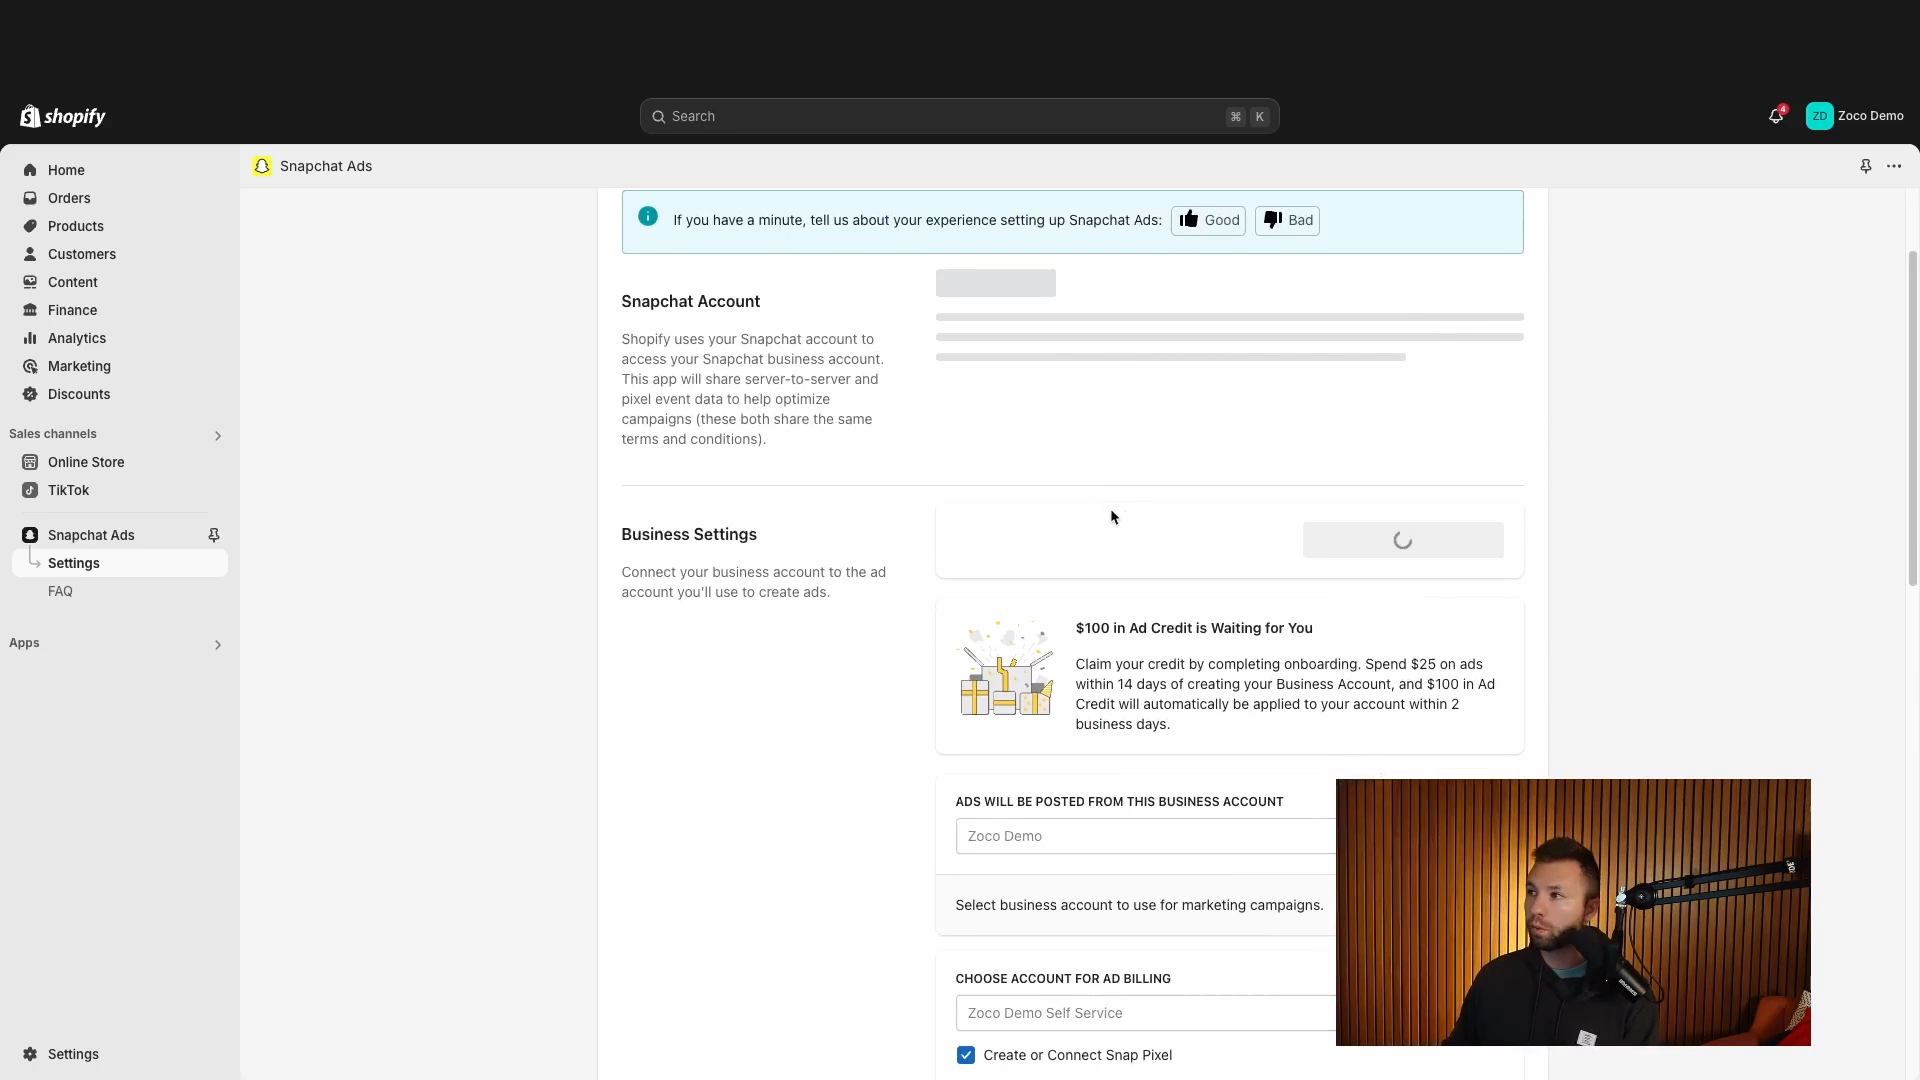 shopify
Search
⌘ K
4
ZD
Zoco Demo
Home
Orders
Products
Customers
Content
Finance
Analytics
Marketing
Discounts
Sales channels
Online Store
TikTok
Snapchat Ads
Settings
FAQ
Apps
Settings
Snapchat Ads
If you have a minute, tell us about your experience setting up Snapchat Ads:
Good
Bad
Snapchat Account
Shopify uses your Snapchat account to
access your Snapchat business account.
This app will share server-to-server and
pixel event data to help optimize
campaigns (these both share the same
terms and conditions).
Business Settings
Connect your business account to the ad
account you'll use to create ads.
$100 in Ad Credit is Waiting for You
Claim your credit by completing onboarding. Spend $25 on ads
within 14 days of creating your Business Account, and $100 in Ad
Credit will automatically be applied to your account within 2
business days.
ADS WILL BE POSTED FROM THIS BUSINESS ACCOUNT
Zoco Demo
Select business account to use for marketing campaigns.
CHOOSE ACCOUNT FOR AD BILLING
Zoco Demo Self Service
Create or Connect Snap Pixel